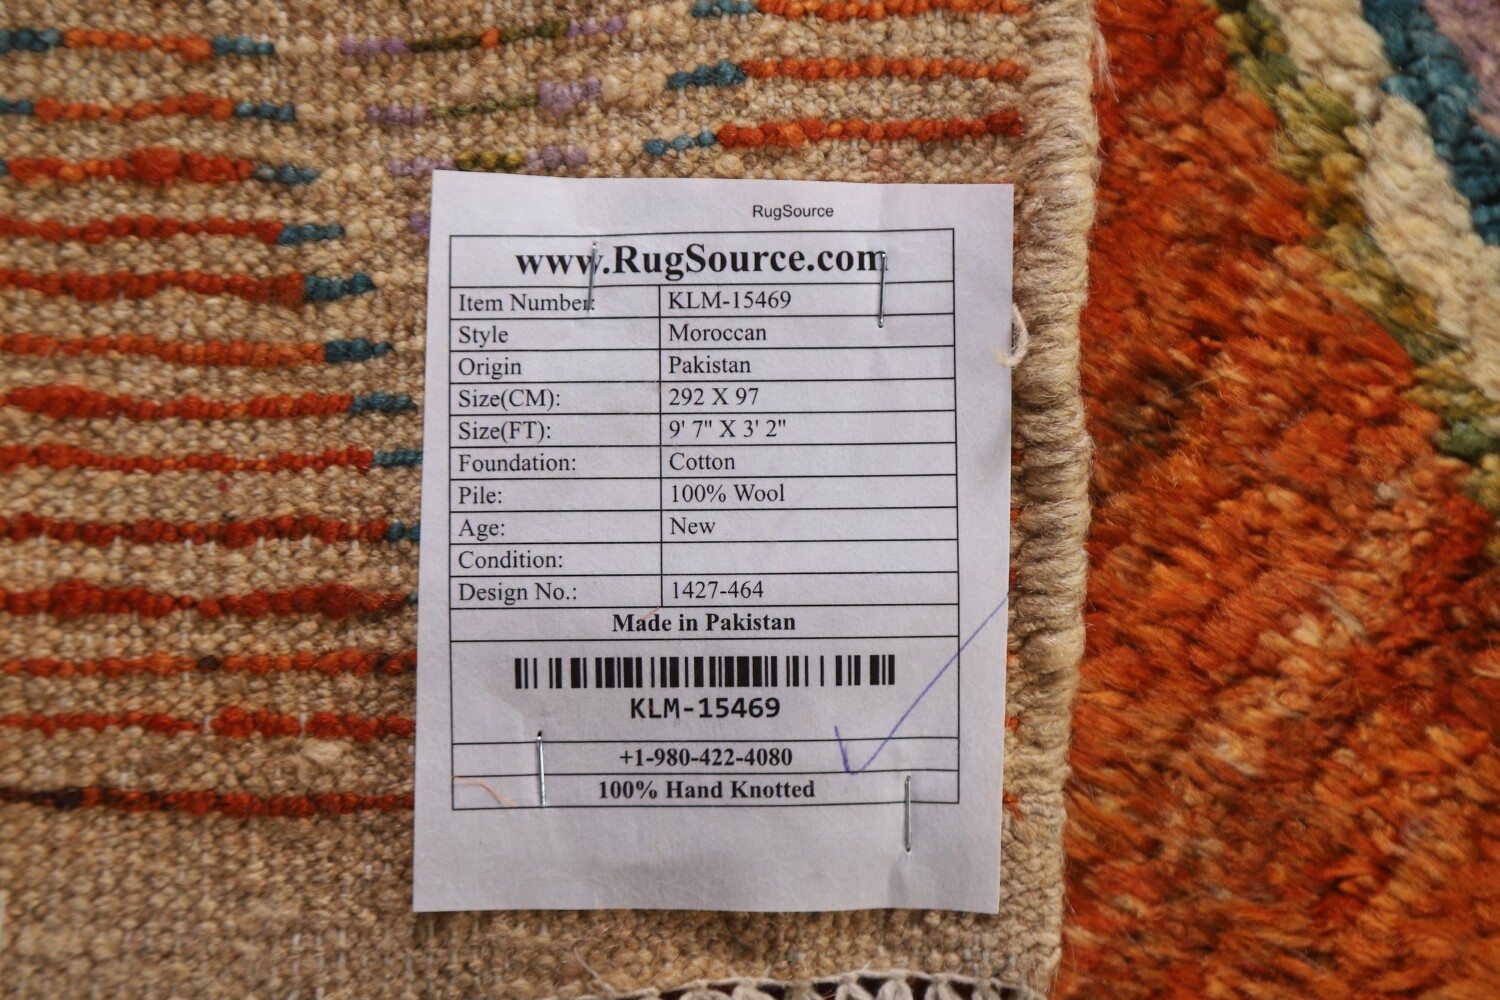 RugSource
www.RugSource.com
Item Number: KLM-15469
Style Moroccan
Origin Pakistan
Size(CM): 292 X 97
Size(FT): 9' 7" X 3' 2"
Foundation: Cotton
Pile: 100% Wool
Age: New
Condition:
Design No.: 1427-464
Made in Pakistan
KLM-15469
+1-980-422-4080
100% Hand Knotted